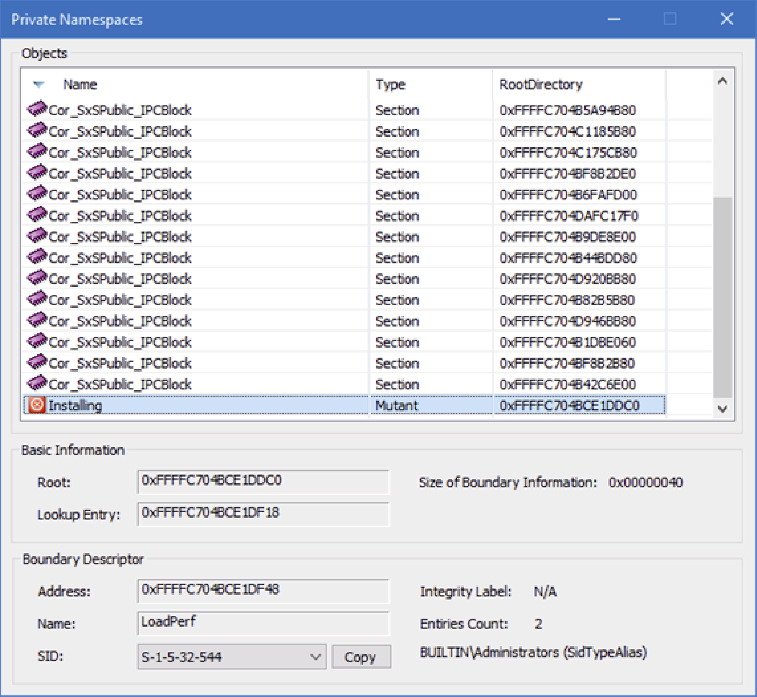 Private Namespaces
Objects
Name Type RootDirectory
Cor_SxSPublic_IPCBlock Section 0xFFFFC704B5A94B80
Cor_SxSPublic_IPCBlock Section 0xFFFFC704C1185B80
Cor_SxSPublic_IPCBlock Section 0xFFFFC704C175CB80
Cor_SxSPublic_IPCBlock Section 0xFFFFC704BF8B2DE0
Cor_SxSPublic_IPCBlock Section 0xFFFFC704B6FAFD00
Cor_SxSPublic_IPCBlock Section 0xFFFFC704DAFC17F0
Cor_SxSPublic_IPCBlock Section 0xFFFFC704B9DE8E00
Cor_SxSPublic_IPCBlock Section 0xFFFFC704B44BDD80
Cor_SxSPublic_IPCBlock Section 0xFFFFC704D920BB80
Cor_SxSPublic_IPCBlock Section 0xFFFFC704B82B5B80
Cor_SxSPublic_IPCBlock Section 0xFFFFC704D946BB80
Cor_SxSPublic_IPCBlock Section 0xFFFFC704B1DBE060
Cor_SxSPublic_IPCBlock Section 0xFFFFC704BF8B2B80
Cor_SxSPublic_IPCBlock Section 0xFFFFC704B42C6E00
Installing Mutant 0xFFFFC704BCE1DDC0
Basic Information
Root: 0xFFFFC704BCE1DDC0 Size of Boundary Information: 0x00000040
Lookup Entry: 0xFFFFC704BCE1DF18
Boundary Descriptor
Address: 0xFFFFC704BCE1DF48 Integrity Label: N/A
Name: LoadPerf Entiries Count: 2
SID: S-1-5-32-544 Copy BUILTIN\Administrators (SidTypeAlias)